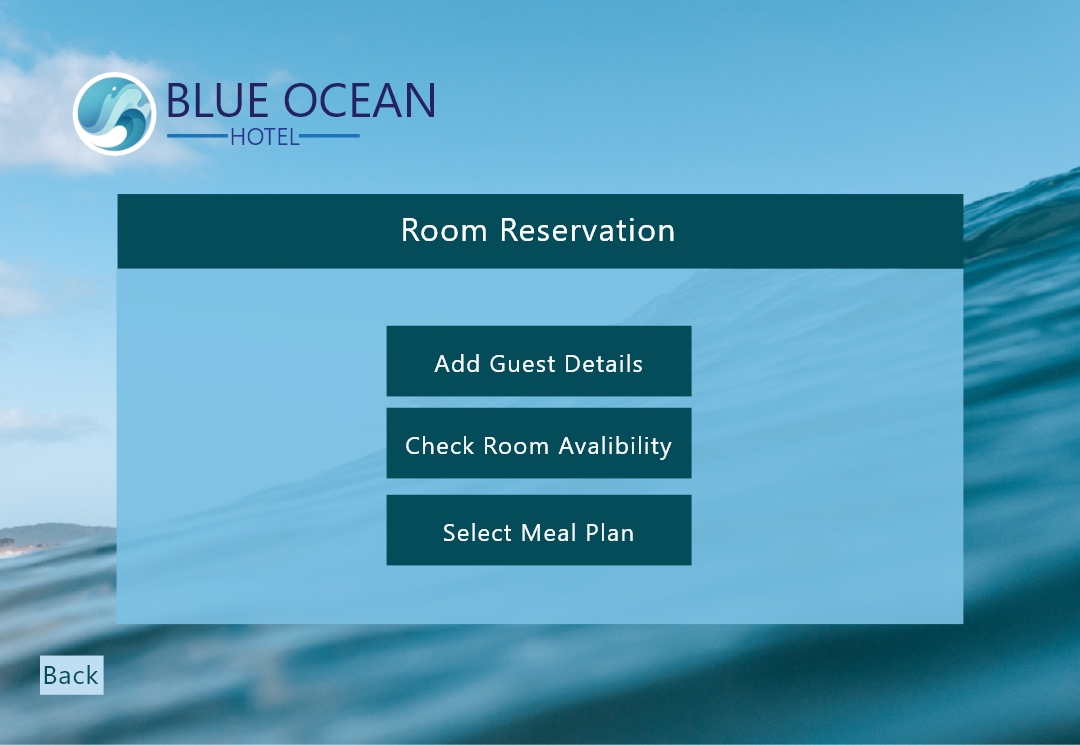 BLUE OCEAN
HOTEL
Room Reservation
Add Guest Details
Check Room Avalibility
Select Meal Plan
Back